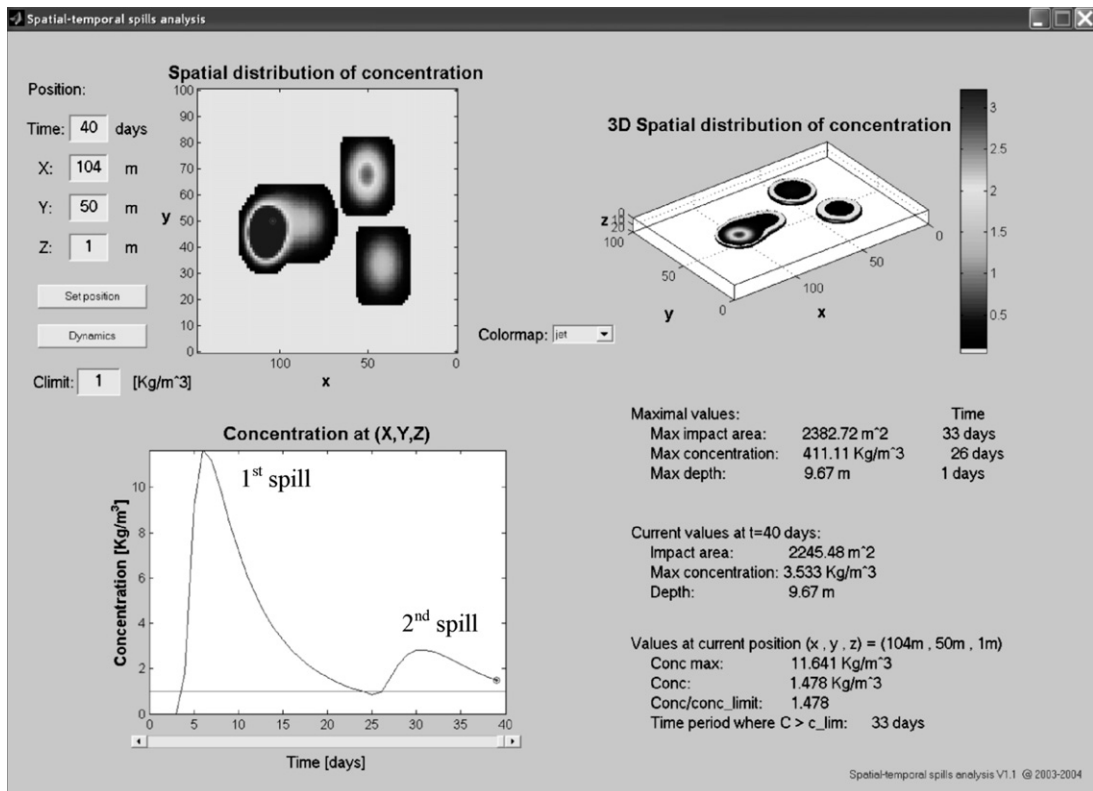 Spatial-temporal spills analysis
Position:
Time: 40 days
X: 104 m
Y: 50 m
Z: 1 m
Set position
Dynamics
Climit: 1 [Kg/m^3]
Spatial distribution of concentration
100
90
80
70
60
50
40
30
20
10
0
y
100 50 0
x
Colormap: jet
3D Spatial distribution of concentration
z
0
10
20
100
50
0
y
100
50
0
x
3
2.5
2
1.5
1
0.5
Concentration at (X,Y,Z)
Concentration [Kg/m³]
10
8
6
4
2
0
1st spill
2nd spill
0 5 10 15 20 25 30 35 40
Time [days]
Maximal values: Time
Max impact area: 2382.72 m^2 33 days
Max concentration: 411.11 Kg/m^3 26 days
Max depth: 9.67 m 1 days
Current values at t=40 days:
Impact area: 2245.48 m^2
Max concentration: 3.533 Kg/m^3
Depth: 9.67 m
Values at current position (x , y , z) = (104m , 50m , 1m)
Conc max: 11.641 Kg/m^3
Conc: 1.478 Kg/m^3
Conc/conc_limit: 1.478
Time period where C > c_lim: 33 days
Spatial-temporal spills analysis V1.1 @ 2003-2004